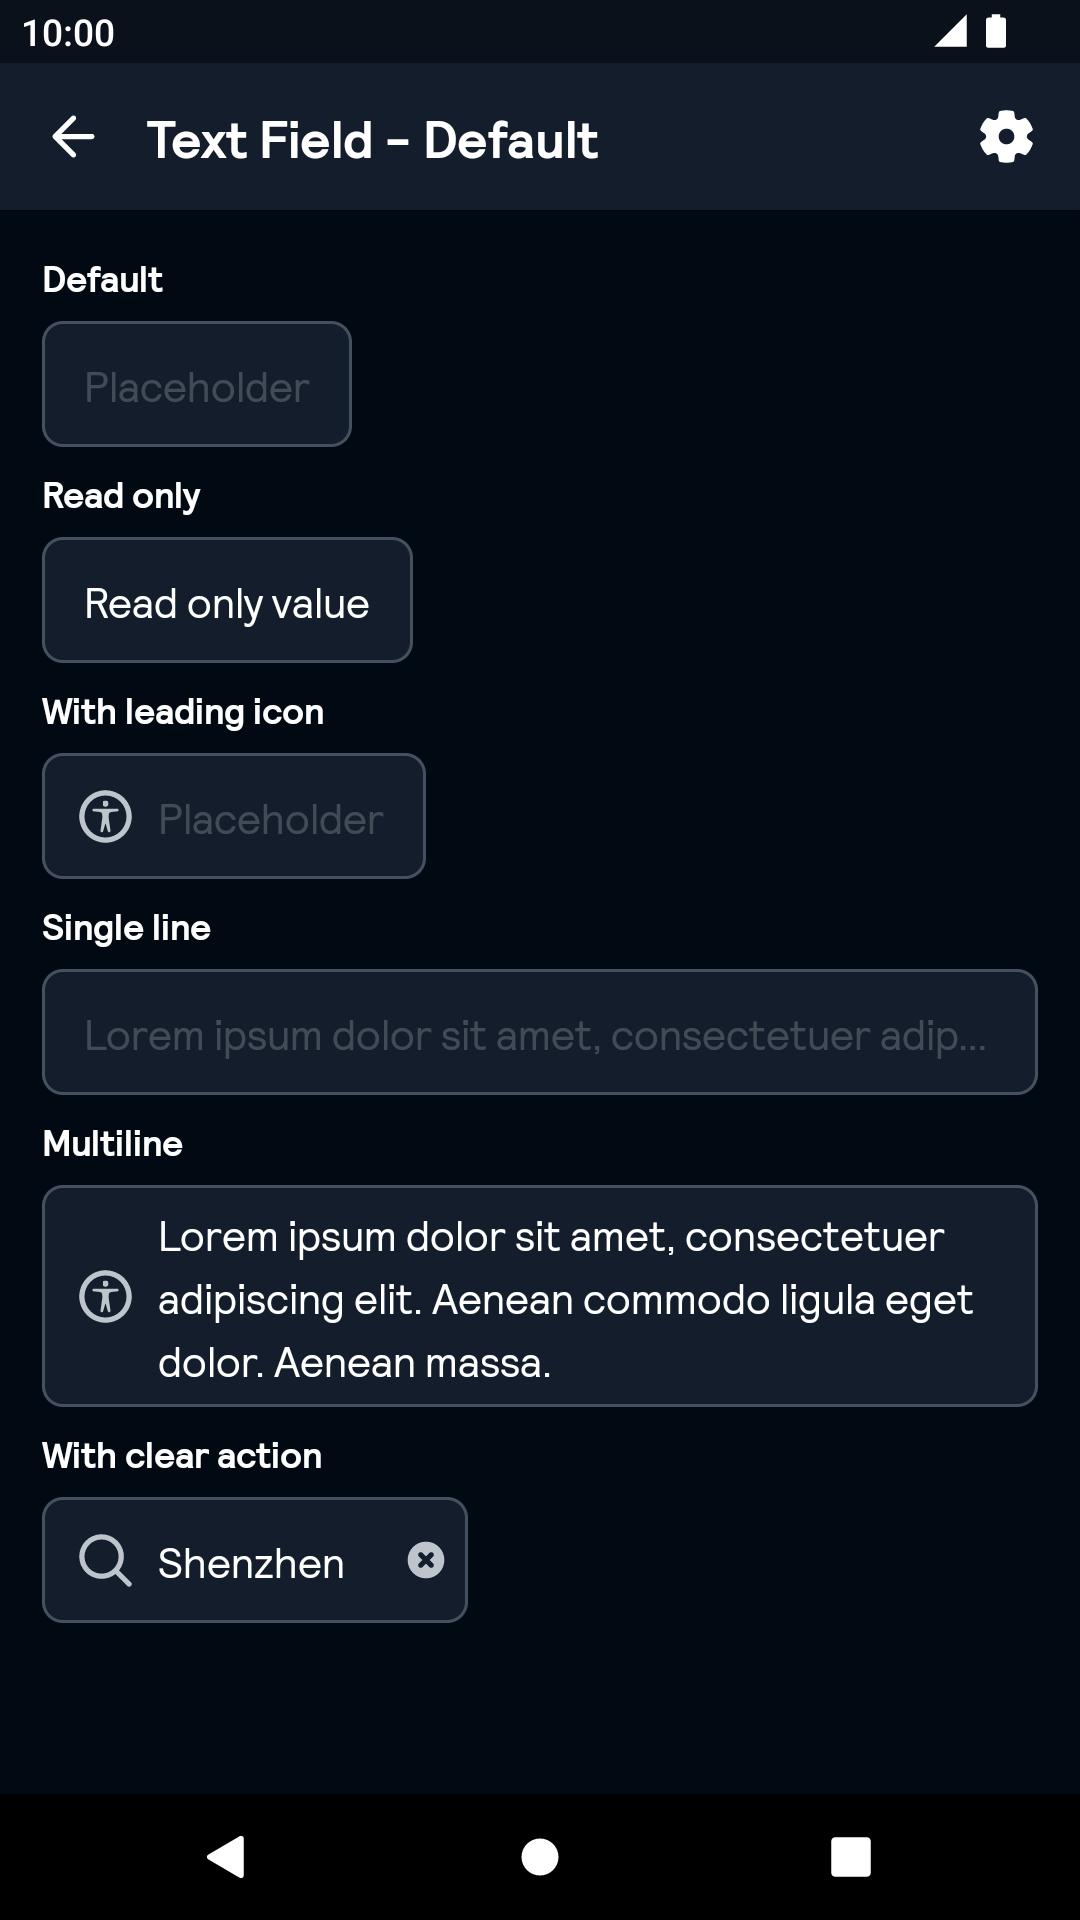 10:00
Text Field - Default
Default
Placeholder
Read only
Read only value
With leading icon
Placeholder
Single line
Lorem ipsum dolor sit amet, consectetuer adip...
Multiline
Lorem ipsum dolor sit amet, consectetuer
adipiscing elit. Aenean commodo ligula eget
dolor. Aenean massa.
With clear action
Shenzhen